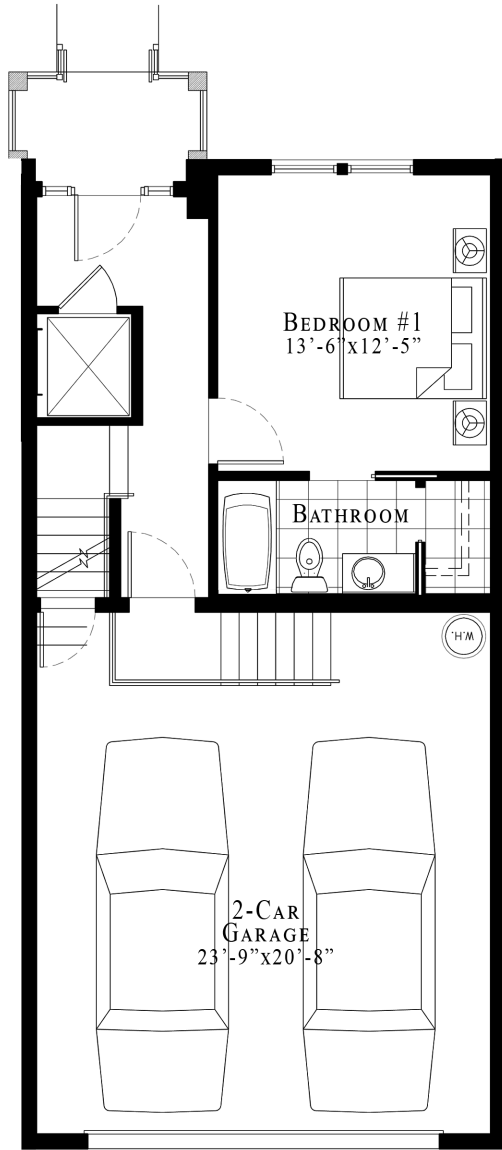 BEDROOM #1
13'-6"x12'-5"
BATHROOM
W.H.
2-CAR
GARAGE
23'-9"x20'-8"